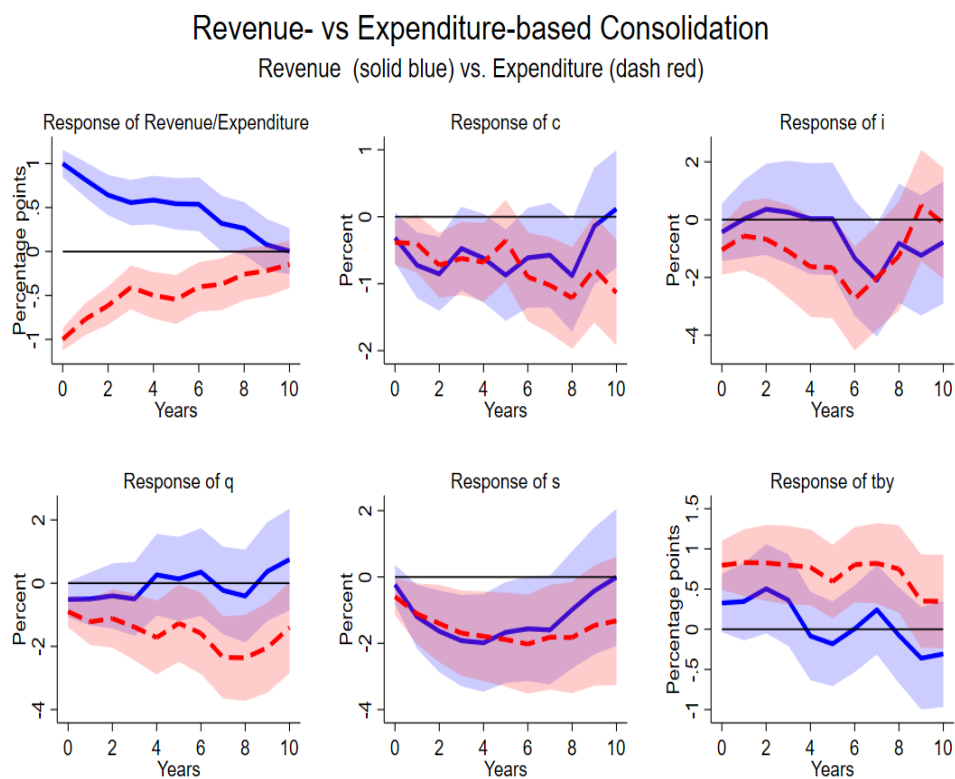 Revenue- vs Expenditure-based Consolidation
Revenue (solid blue) vs. Expenditure (dash red)
Response of Revenue/Expenditure
Percentage points
1
.5
0
-.5
-1
0 2 4 6 8 10
Years
Response of c
Percent
1
0
-1
-2
0 2 4 6 8 10
Years
Response of i
Percent
2
0
-2
-4
0 2 4 6 8 10
Years
Response of q
Percent
2
0
-2
-4
0 2 4 6 8 10
Years
Response of s
Percent
2
0
-2
-4
0 2 4 6 8 10
Years
Response of tby
Percentage points
1.5
1
.5
0
-.5
-1
0 2 4 6 8 10
Years